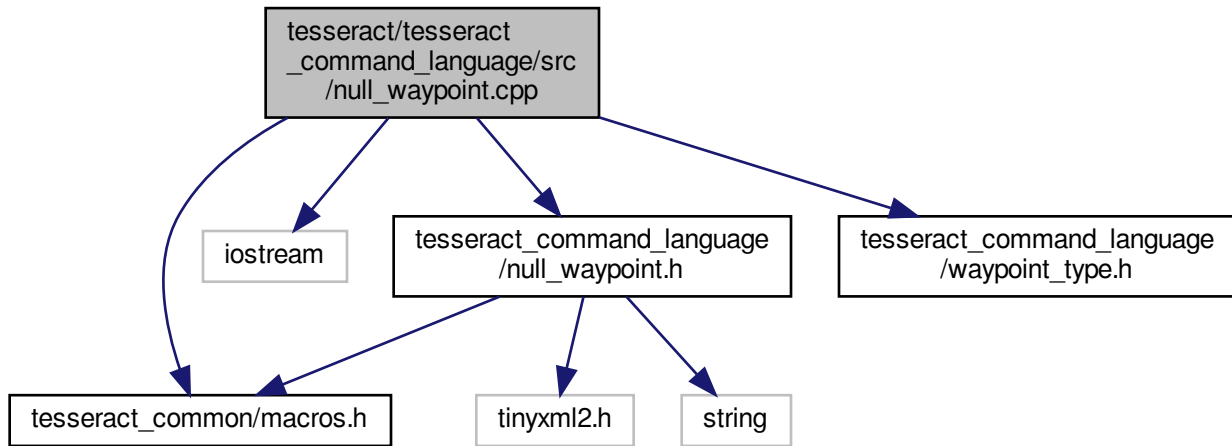 tesseract/tesseract
_command_language/src
/null_waypoint.cpp
iostream
tesseract_command_language
/null_waypoint.h
tesseract_command_language
/waypoint_type.h
tesseract_common/macros.h
tinyxml2.h
string